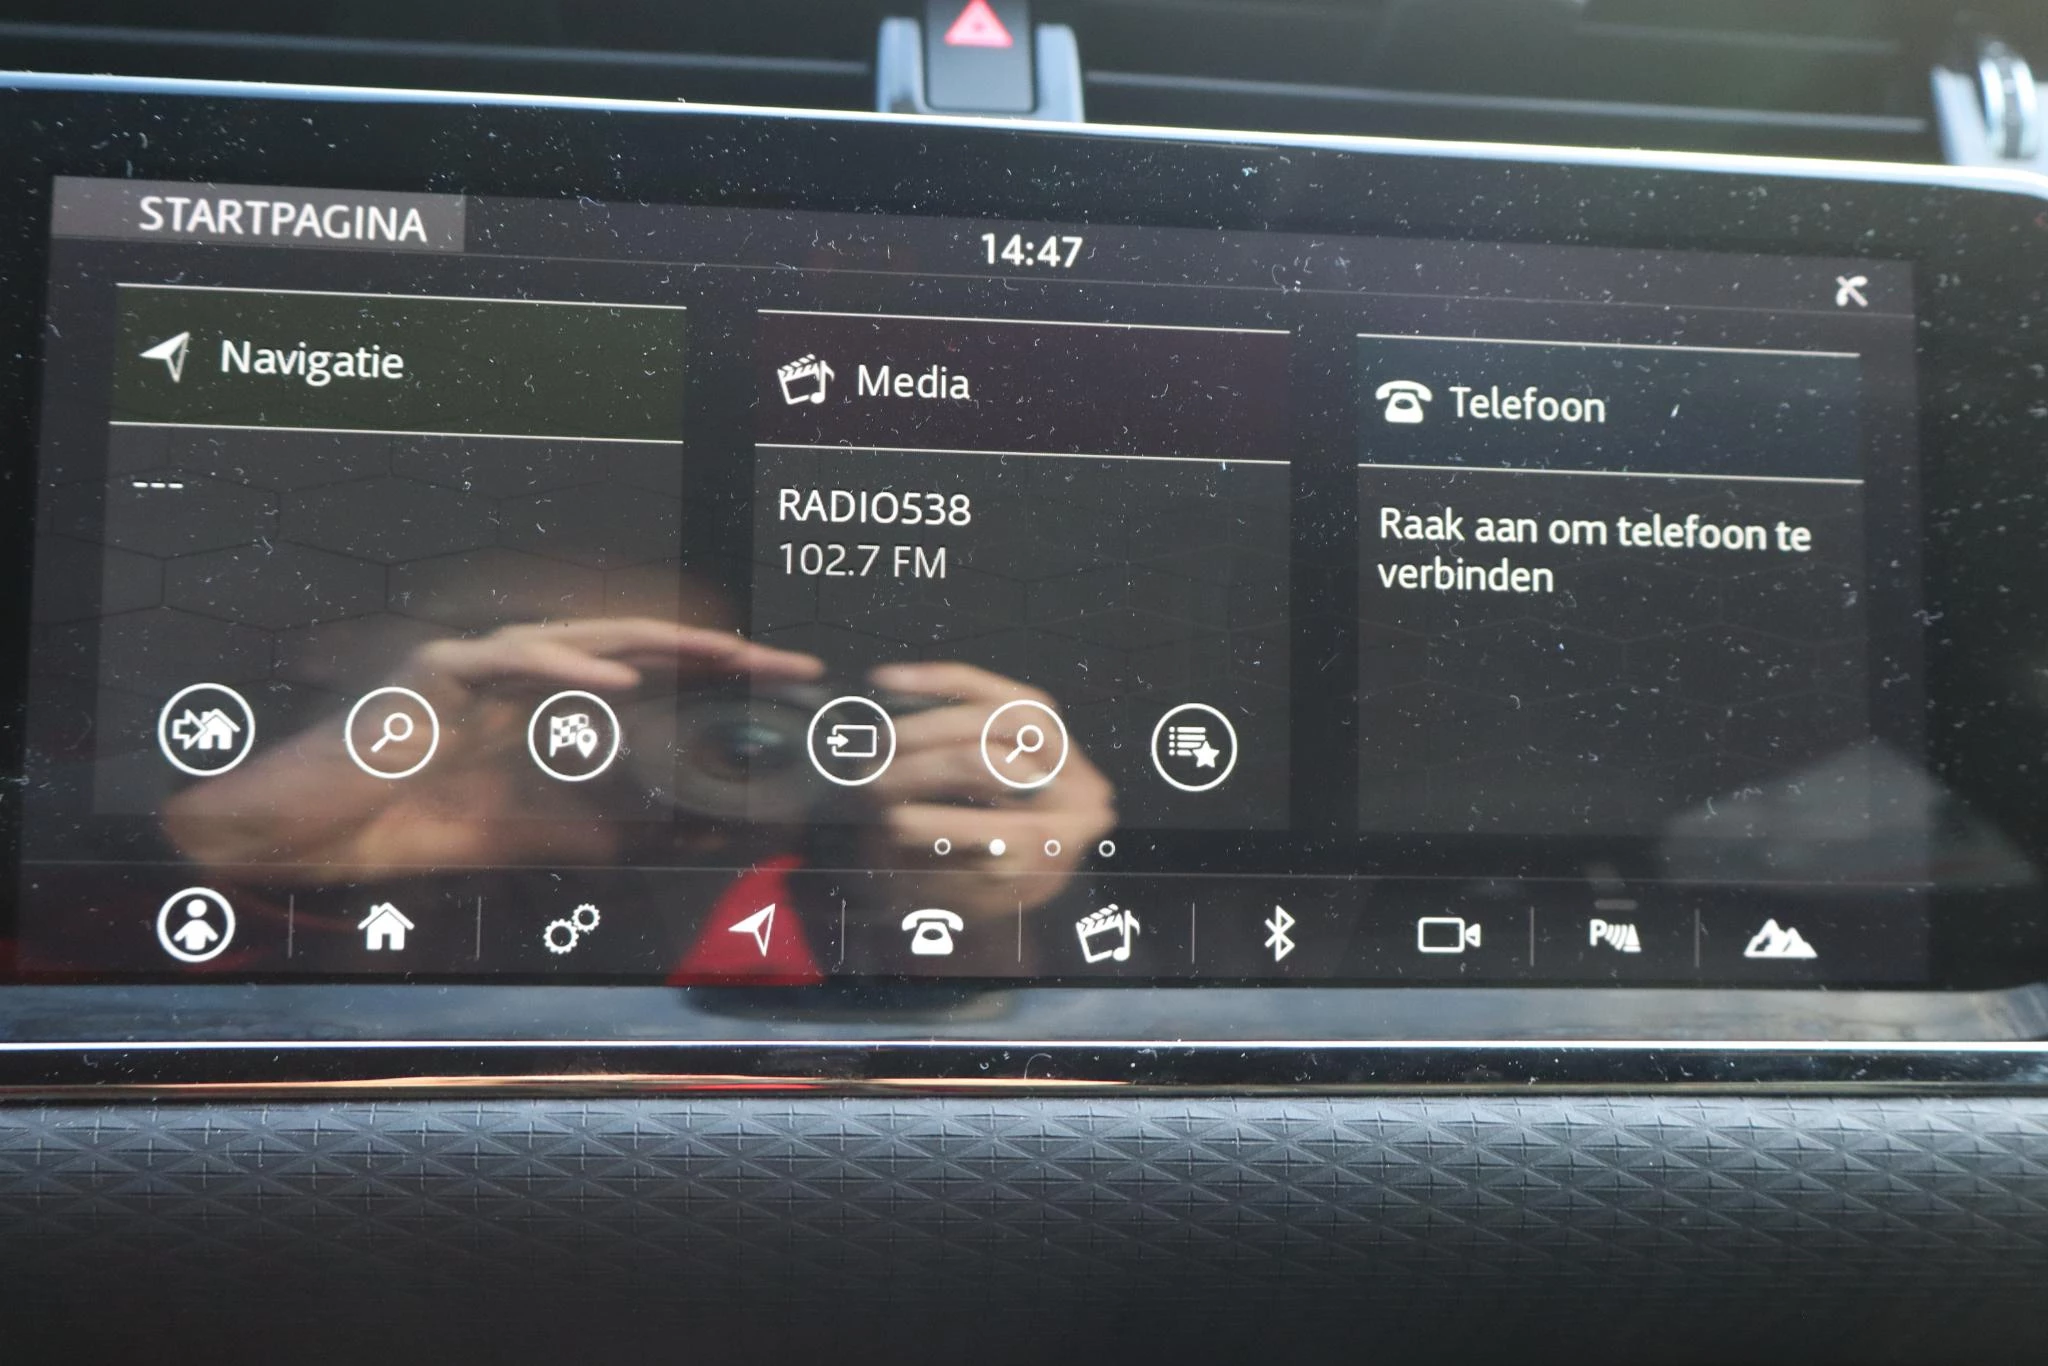 STARTPAGINA
14:47
Navigatie
---
Media
RADIO538
102.7 FM
Telefoon
Raak aan om telefoon te
verbinden
P